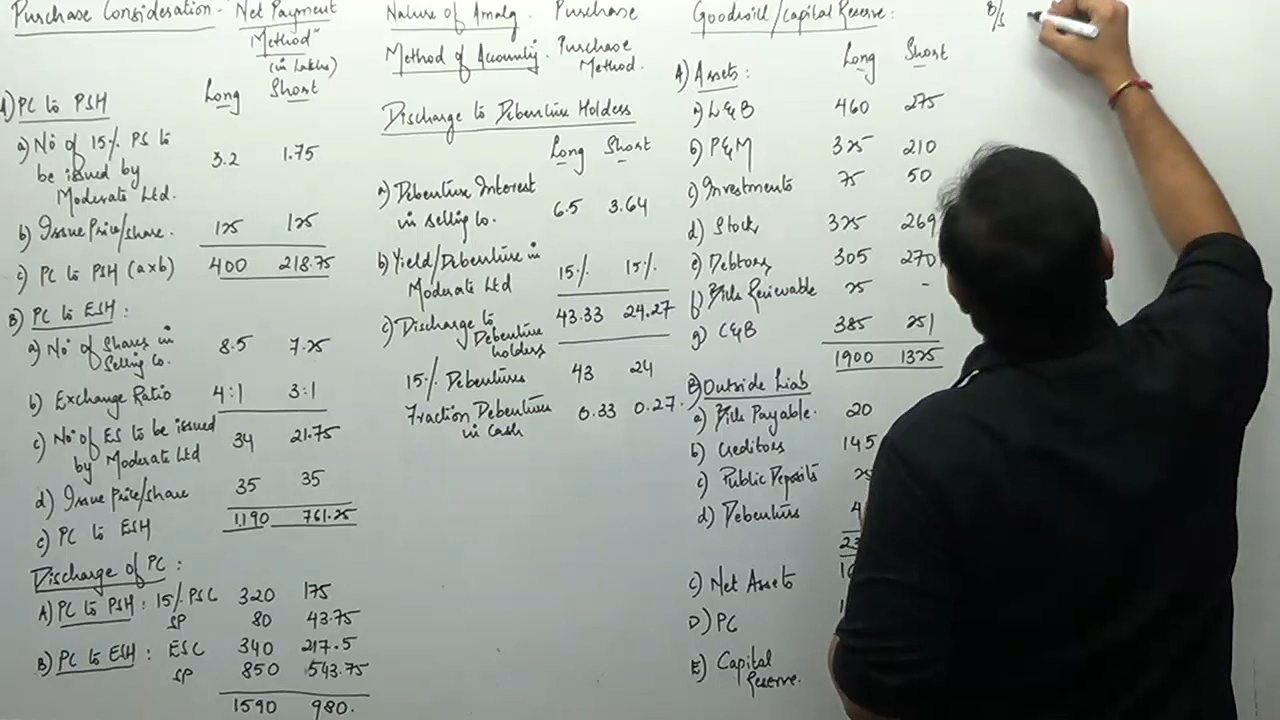 Purchase Consideration - Net Payment Method"
(in Lakhs)
Long Short
A) PC to PSH
a) No of 15% PS to be issued by Moderate Ltd. 3.2 1.75
b) Issue Price/share. 125 125
c) PC to PSH (axb) 400 218.75
B) PC to ESH :
a) No of Shares in Selling Co. 8.5 7.25
b) Exchange Ratio 4:1 3:1
c) No of ES to be issued by Moderate Ltd 34 21.75
d) Issue Price/share 35 35
e) PC to ESH 1190 761.25
Discharge of PC :
A) PC to PSH : 15% PSC 320 175
SP 80 43.75
B) PC to ESH : ESC 340 217.5
SP 850 543.75
1590 980.
Nature of Amalg. Purchase
Method of Accounting. Purchase Method.
Discharge to Debenture Holders
Long Short
a) Debenture Interest in selling Co. 6.5 3.64
b) Yield/Debenture in Moderate Ltd 15% 15%
c) Discharge to Debenture holders 43.33 24.27
15% Debentures 43 24
Fraction Debenture in Cash 0.33 0.27.
Goodwill/Capital Reserve :
Long Short
A) Assets :
a) L&B 460 275
b) P&M 325 210
c) Investments 75 50
d) Stock 325 269
e) Debtors 305 270
f) Bills Receivable 25 -
g) C&B 385 251
1900 1325
B) Outside Liab
a) Bills Payable. 20
b) Creditors 145
c) Public Deposits
d) Debentures
C) Net Assets
D) PC
E) Capital Reserve.
B/S